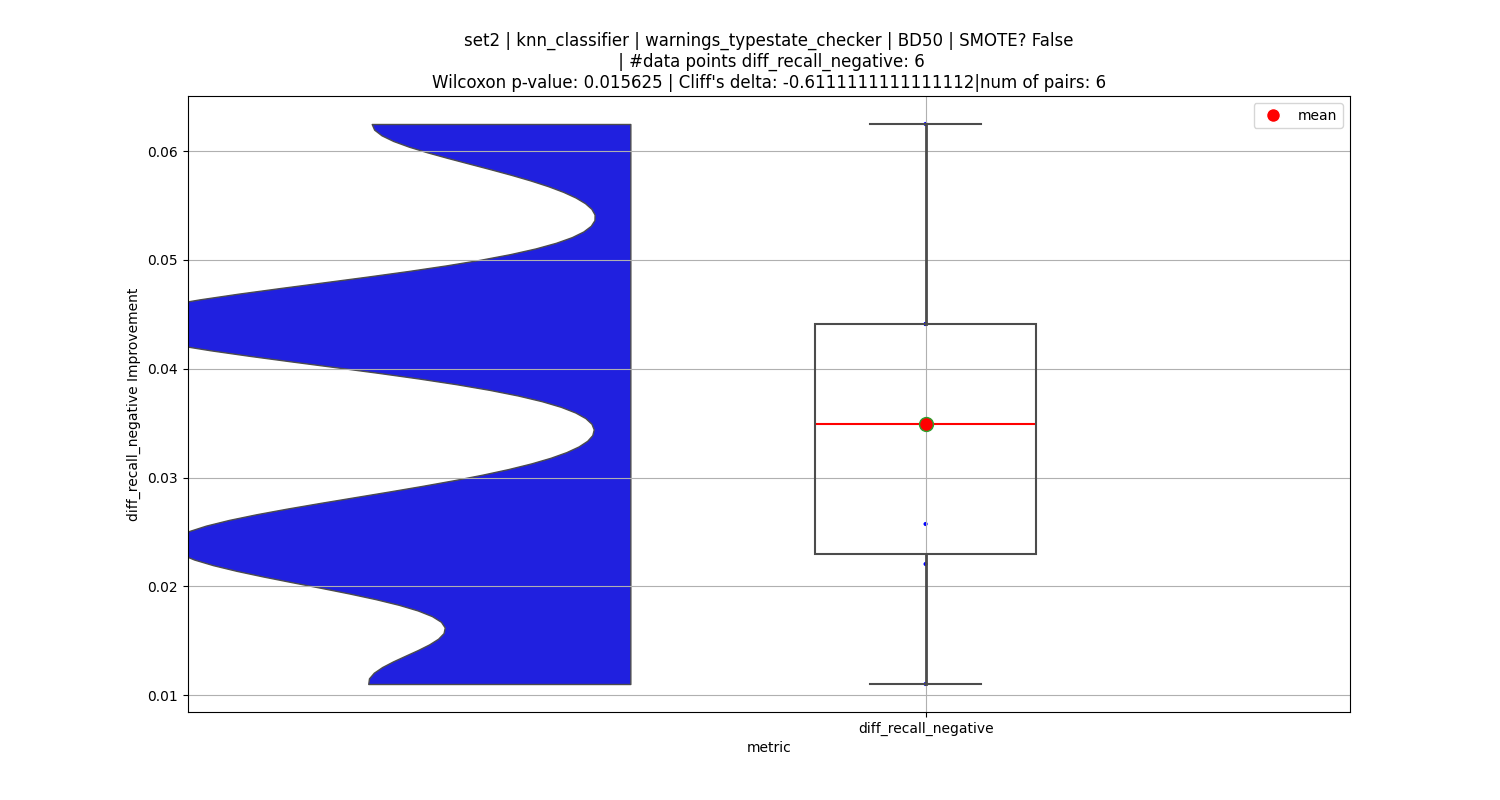 set2 | knn_classifier | warnings_typestate_checker | BD50 | SMOTE? False
| #data points diff_recall_negative: 6
Wilcoxon p-value: 0.015625 | Cliff's delta: -0.6111111111111112|num of pairs: 6
mean
0.06
0.05
0.04
0.03
0.02
0.01
diff_recall_negative Improvement
diff_recall_negative
metric